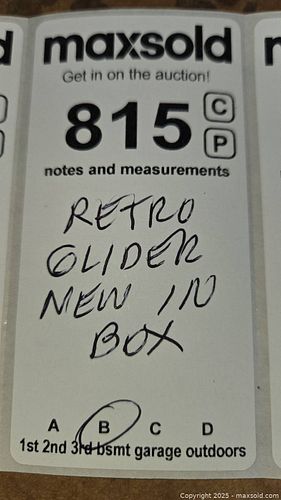 maxsold
Get in on the auction!
815 C
P
notes and measurements
RETRO
GLIDER
NEW IN
BOX
A B C D
1st 2nd 3rd bsmt garage outdoors
© Copyright 2025 - maxsold.com